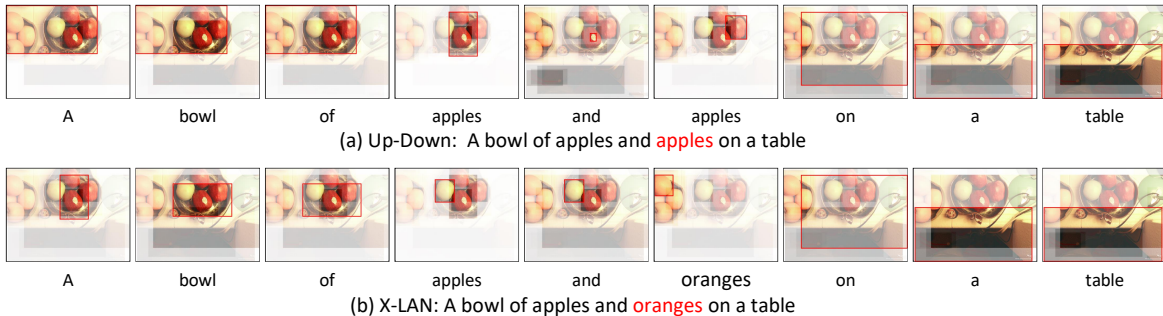 A bowl of apples and apples on a table
(a) Up-Down: A bowl of apples and apples on a table
A bowl of apples and oranges on a table
(b) X-LAN: A bowl of apples and oranges on a table